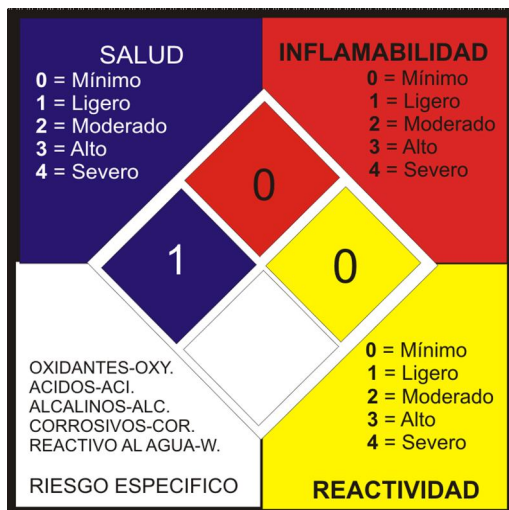 SALUD
0 = Mínimo
1 = Ligero
2 = Moderado
3 = Alto
4 = Severo
INFLAMABILIDAD
0 = Mínimo
1 = Ligero
2 = Moderado
3 = Alto
4 = Severo
0
1
0
OXIDANTES-OXY.
ACIDOS-ACI.
ALCALINOS-ALC.
CORROSIVOS-COR.
REACTIVO AL AGUA-W.
RIESGO ESPECIFICO
0 = Mínimo
1 = Ligero
2 = Moderado
3 = Alto
4 = Severo
REACTIVIDAD